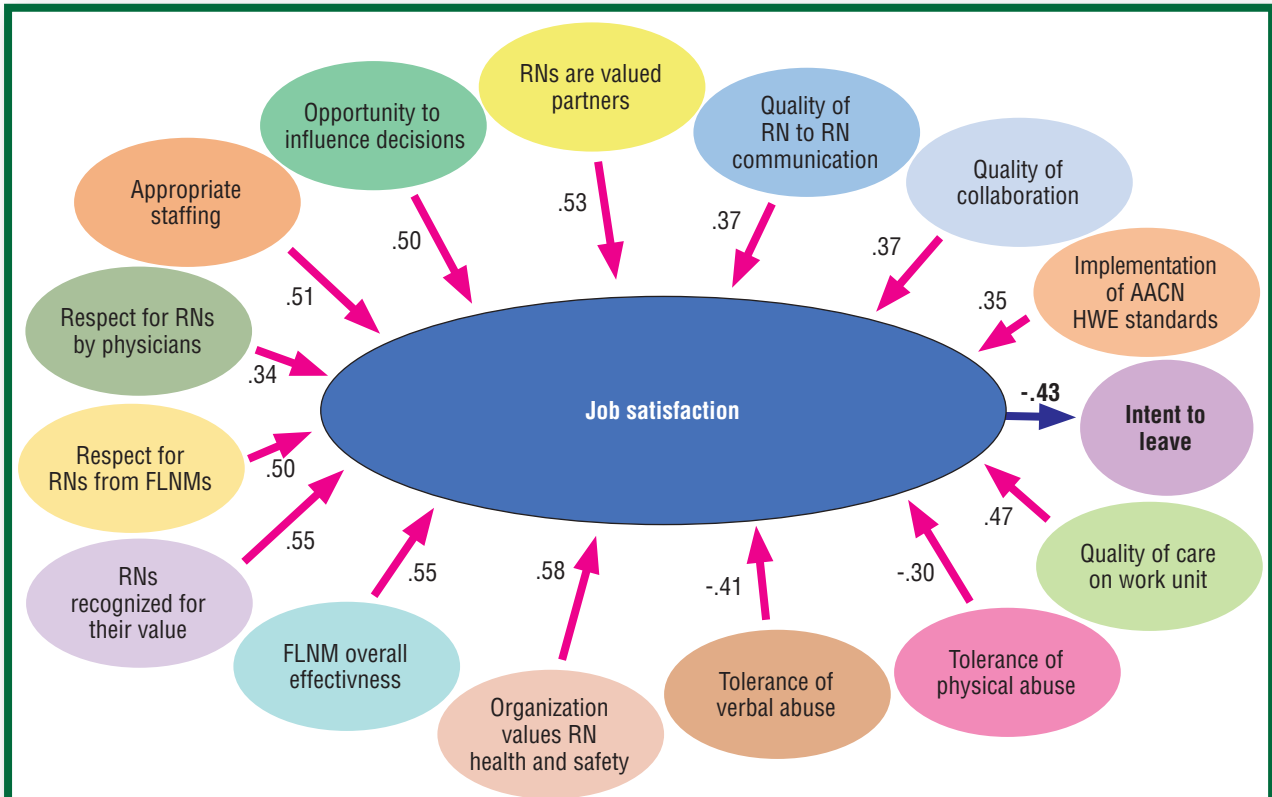 RNs are valued
partners
.53
Opportunity to
influence decisions
.50
Quality of
RN to RN
communication
.37
Quality of
collaboration
.37
Appropriate
staffing
.51
Implementation
of AACN
HWE standards
.35
Respect for RNs
by physicians
.34
Job satisfaction
-.43
Intent to
leave
Respect for
RNs from FLNMs
.50
.47
Quality of care
on work unit
RNs
recognized for
their value
.55
FLNM overall
effectivness
.55
Organization
values RN
health and safety
.58
Tolerance of
verbal abuse
-.41
Tolerance of
physical abuse
-.30